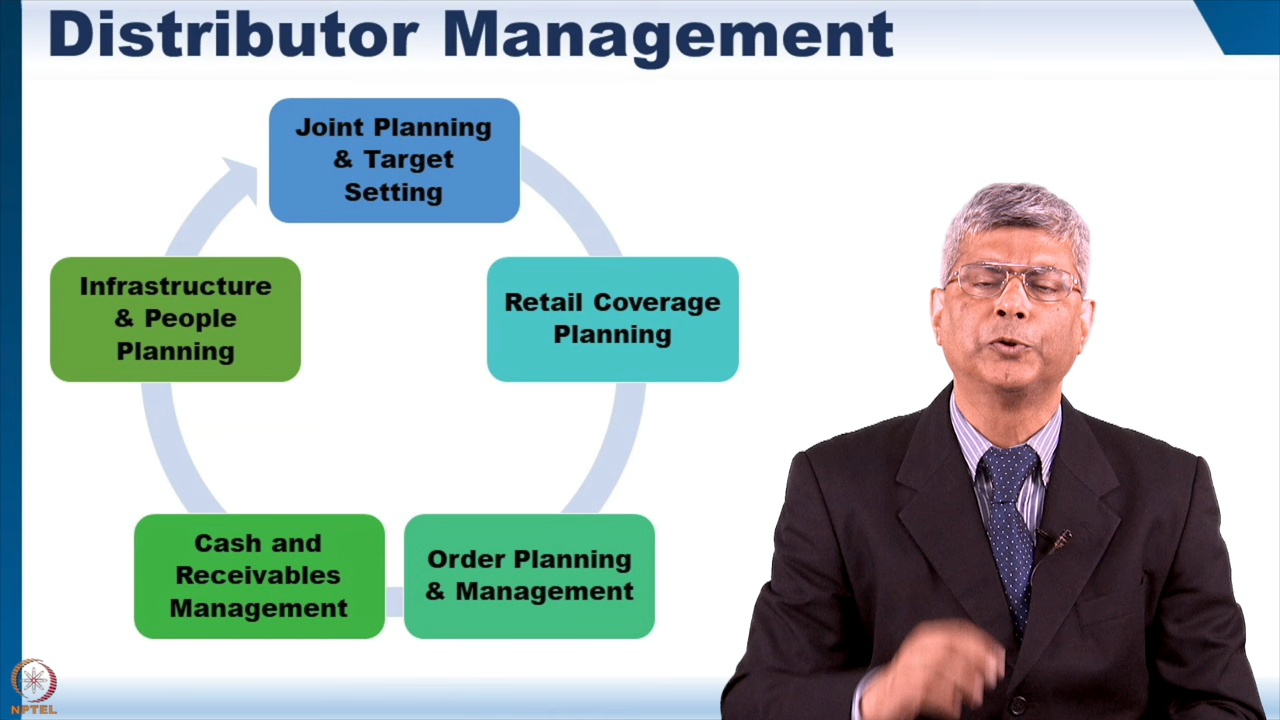 Distributor Management
Joint Planning
& Target
Setting
Retail Coverage
Planning
Order Planning
& Management
Cash and
Receivables
Management
Infrastructure
& People
Planning
NPTEL